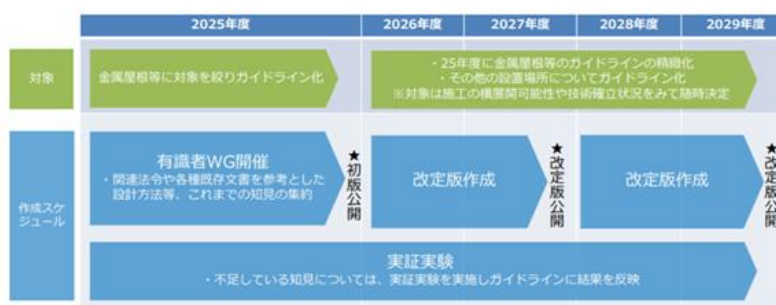 2025年度
2026年度
2027年度
2028年度
2029年度
対象
金属屋根等に対象を絞りガイドライン化
・25年度に金属屋根等のガイドラインの精緻化
・その他の設置場所についてガイドライン化
※対象は施工の横展開可能性や技術確立状況をみて随時決定
作成スケ
ジュール
有識者WG開催
・関連法令や各種既存文書を参考とした
設計方法等、これまでの知見の集約
★初版公開
改定版作成
★改定版公開
改定版作成
★改定版公開
実証実験
・不足している知見については、実証実験を実施しガイドラインに結果を反映